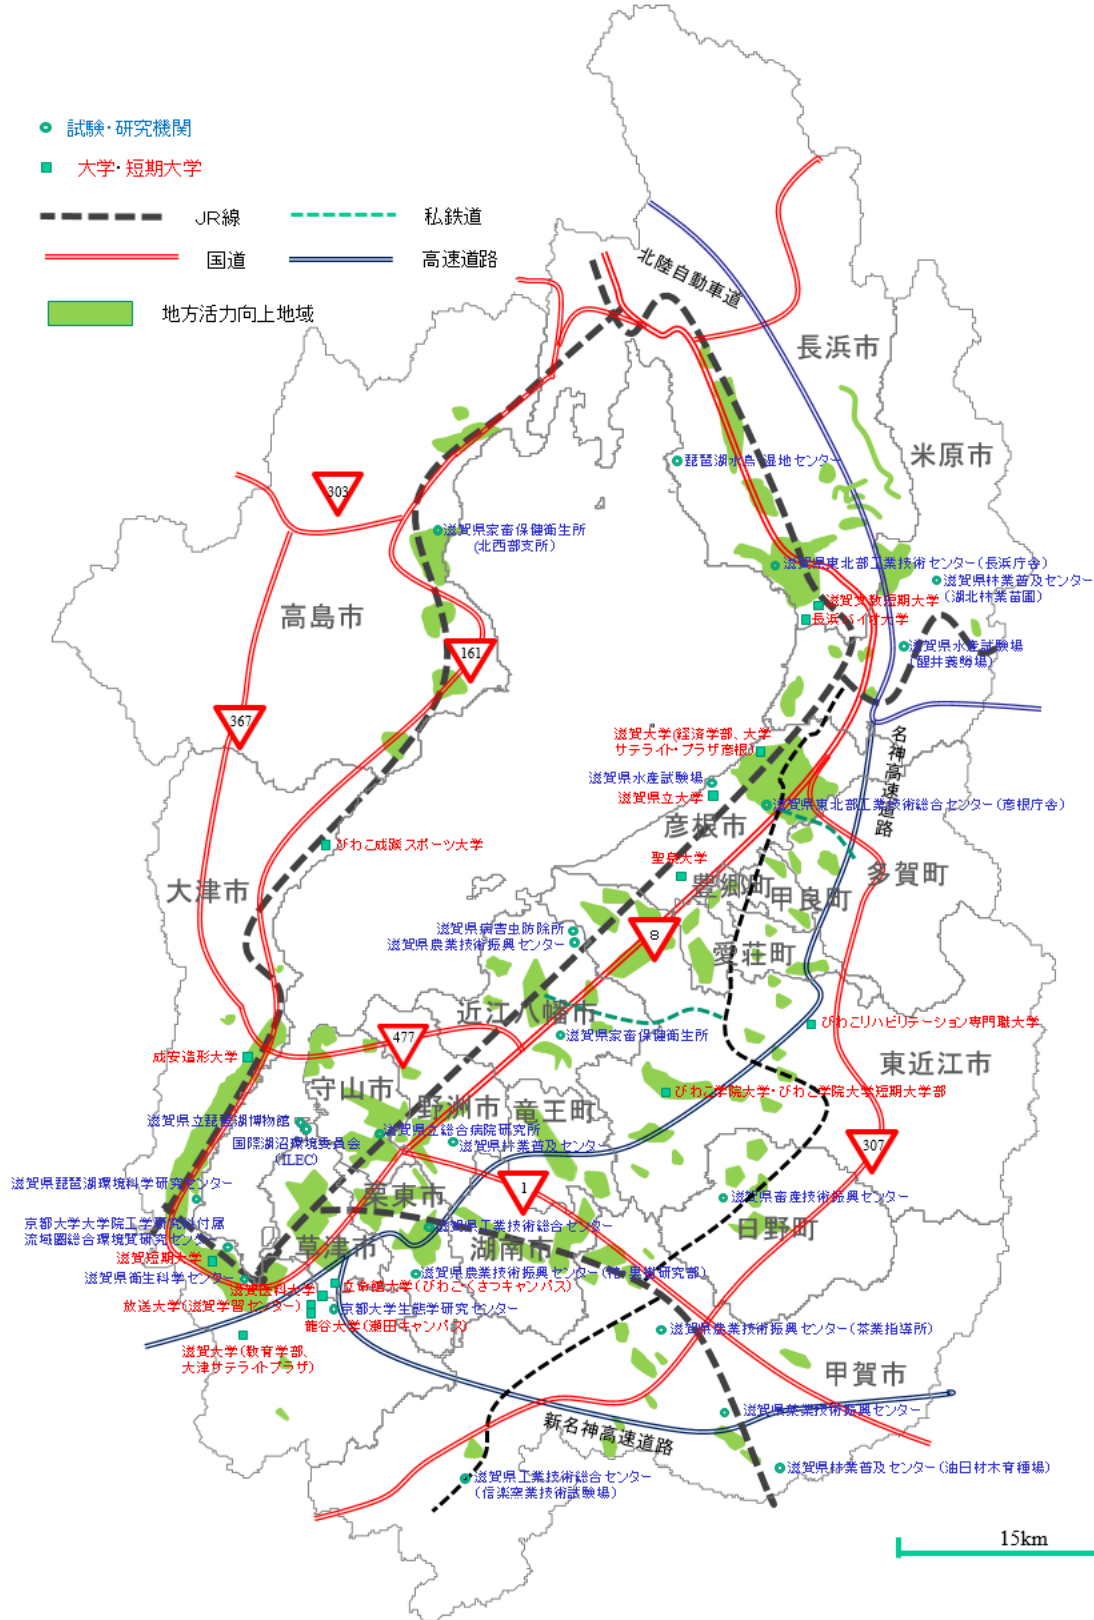 試験・研究機関
大学・短期大学
JR線
私鉄道
国道
高速道路
地方活力向上地域
北陸自動車道
長浜市
米原市
琵琶湖水鳥・湿地センター
303
滋賀県家畜保健衛生所
(北西部支所)
滋賀県東北部工業技術センター(長浜庁舎)
滋賀県林業普及センター
(湖北林業苗圃)
滋賀文教短期大学
長浜バイオ大学
高島市
滋賀県水産試験場
(醒井養鱒場)
161
367
滋賀大学(経済学部、大学
サテライト・プラザ彦根)
名神高速道路
滋賀県水産試験場
滋賀県立大学
滋賀県東北部工業技術総合センター(彦根庁舎)
彦根市
びわこ成蹊スポーツ大学
聖泉大学
多賀町
大津市
豊郷町
甲良町
滋賀県病害虫防除所
滋賀県農業技術振興センター
8
愛荘町
近江八幡市
びわこリハビリテーション専門職大学
477
滋賀県家畜保健衛生所
成安造形大学
東近江市
守山市
びわこ学院大学・びわこ学院大学短期大学部
野洲市
竜王町
滋賀県立琵琶湖博物館
国際湖沼環境委員会
(ILEC)
滋賀県立総合病院研究所
滋賀県林業普及センタ
307
滋賀県琵琶湖環境科学研究センター
栗東市
1
滋賀県畜産技術振興センター
京都大学大学院工学研究科付属
流域圏総合環境質研究センター
滋賀県工業技術総合センター
日野町
草津市
湖南市
滋賀短期大学
滋賀県衛生科学センター
滋賀県農業技術振興センター(花・果樹研究部)
滋賀医科大学
立命館大学(びわこくさつキャンパス)
放送大学(滋賀学習センター)
京都大学生態学研究センター
龍谷大学(瀬田キャンパス)
滋賀県農業技術振興センター(茶業指導所)
滋賀大学(教育学部、
大津サテライトプラザ)
甲賀市
滋賀県薬業技術振興センター
新名神高速道路
滋賀県林業普及センター(油日林木育種場)
滋賀県工業技術総合センター
(信楽窯業技術試験場)
15km